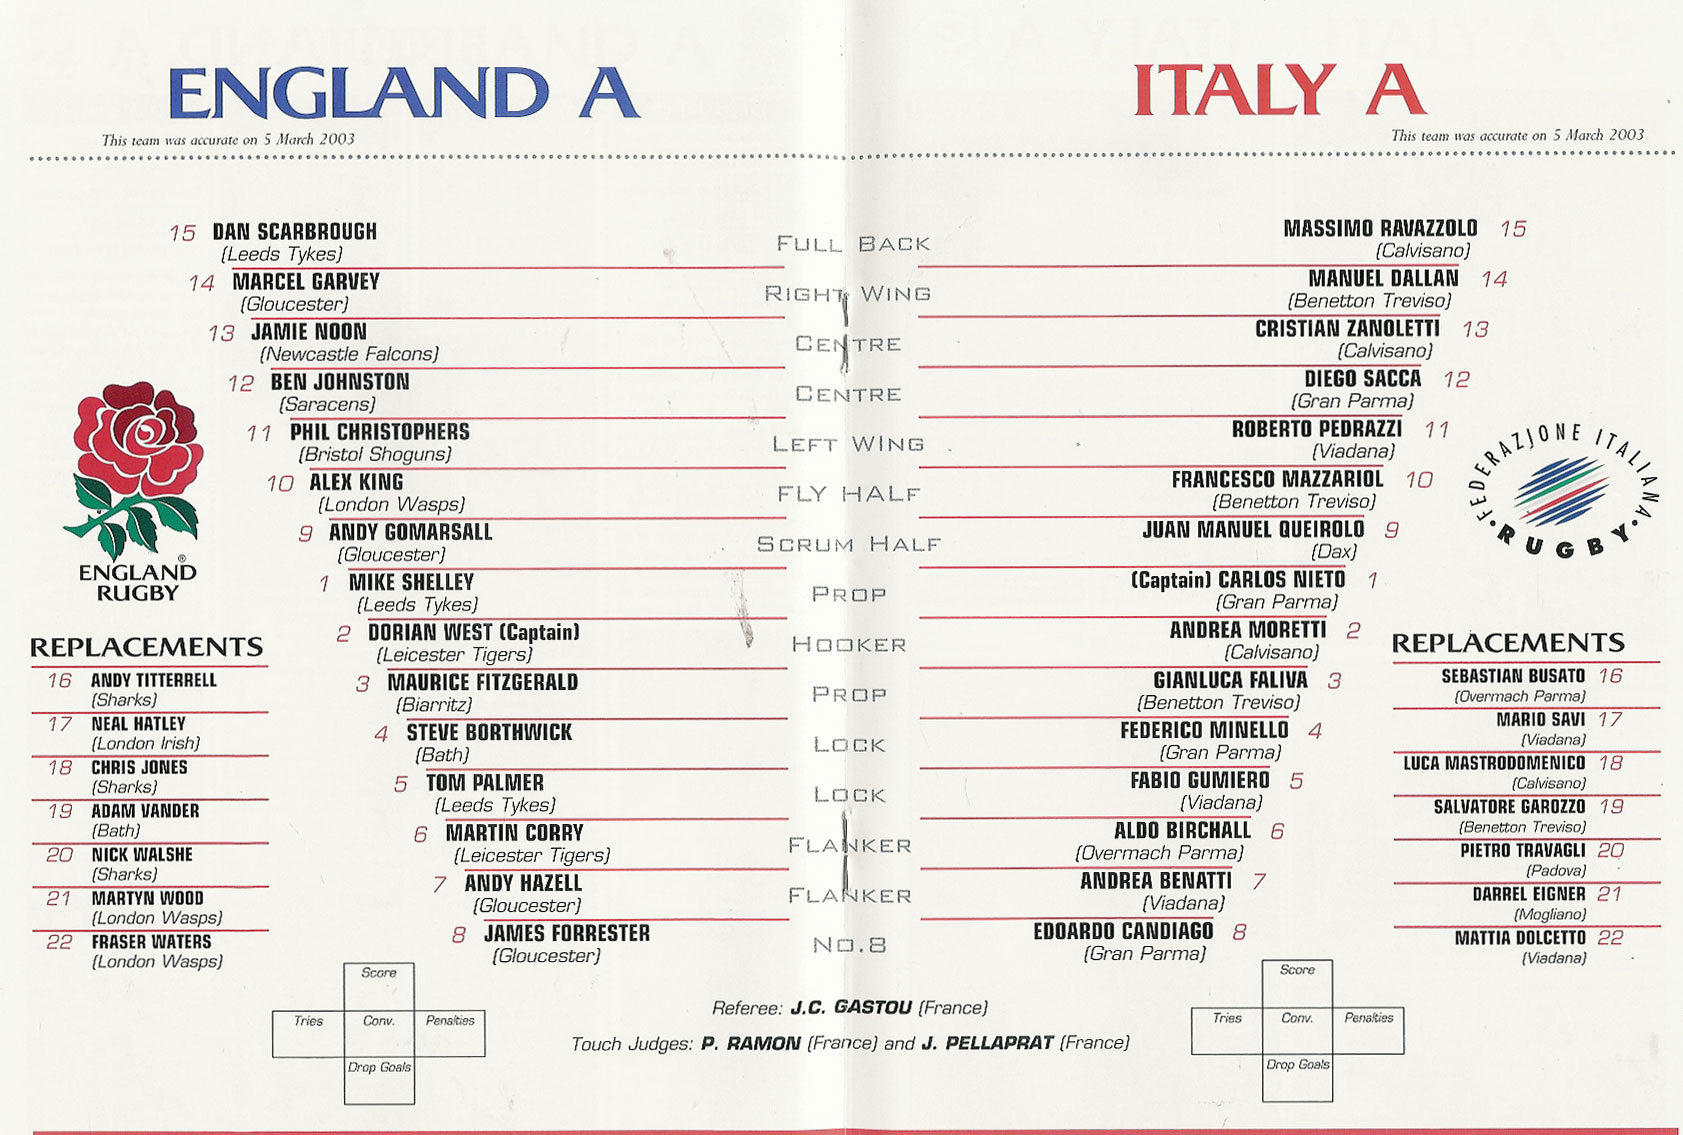 ENGLAND A
This team was accurate on 5 March 2003
ITALY A
This team was accurate on 5 March 2003
15 DAN SCARBROUGH
(Leeds Tykes)
14 MARCEL GARVEY
(Gloucester)
13 JAMIE NOON
(Newcastle Falcons)
12 BEN JOHNSTON
(Saracens)
11 PHIL CHRISTOPHERS
(Bristol Shoguns)
10 ALEX KING
(London Wasps)
9 ANDY GOMARSALL
(Gloucester)
1 MIKE SHELLEY
(Leeds Tykes)
2 DORIAN WEST (Captain)
(Leicester Tigers)
3 MAURICE FITZGERALD
(Biarritz)
4 STEVE BORTHWICK
(Bath)
5 TOM PALMER
(Leeds Tykes)
6 MARTIN CORRY
(Leicester Tigers)
7 ANDY HAZELL
(Gloucester)
8 JAMES FORRESTER
(Gloucester)
FULL BACK
RIGHT WING
CENTRE
CENTRE
LEFT WING
FLY HALF
SCRUM HALF
PROP
HOOKER
PROP
LOCK
LOCK
FLANKER
FLANKER
NO.8
MASSIMO RAVAZZOLO 15
(Calvisano)
MANUEL DALLAN 14
(Benetton Treviso)
CRISTIAN ZANOLETTI 13
(Calvisano)
DIEGO SACCA 12
(Gran Parma)
ROBERTO PEDRAZZI 11
(Viadana)
FRANCESCO MAZZARIOL 10
(Benetton Treviso)
JUAN MANUEL QUEIROLO 9
(Dax)
(Captain) CARLOS NIETO 1
(Gran Parma)
ANDREA MORETTI 2
(Calvisano)
GIANLUCA FALIVA 3
(Benetton Treviso)
FEDERICO MINELLO 4
(Gran Parma)
FABIO GUMIERO 5
(Viadana)
ALDO BIRCHALL 6
(Overmach Parma)
ANDREA BENATTI 7
(Viadana)
EDOARDO CANDIAGO 8
(Gran Parma)
®
ENGLAND
RUGBY
REPLACEMENTS
16 ANDY TITTERRELL
(Sharks)
17 NEAL HATLEY
(London Irish)
18 CHRIS JONES
(Sharks)
19 ADAM VANDER
(Bath)
20 NICK WALSHE
(Sharks)
21 MARTYN WOOD
(London Wasps)
22 FRASER WATERS
(London Wasps)
FEDERAZIONE ITALIANA
• RUGBY •
REPLACEMENTS
SEBASTIAN BUSATO 16
(Overmach Parma)
MARIO SAVI 17
(Viadana)
LUCA MASTRODOMENICO 18
(Calvisano)
SALVATORE GAROZZO 19
(Benetton Treviso)
PIETRO TRAVAGLI 20
(Padova)
DARREL EIGNER 21
(Mogliano)
MATTIA DOLCETTO 22
(Viadana)
Score
Tries Conv. Penalties
Drop Goals
Referee: J.C. GASTOU (France)
Touch Judges: P. RAMON (France) and J. PELLAPRAT (France)
Score
Tries Conv. Penalties
Drop Goals